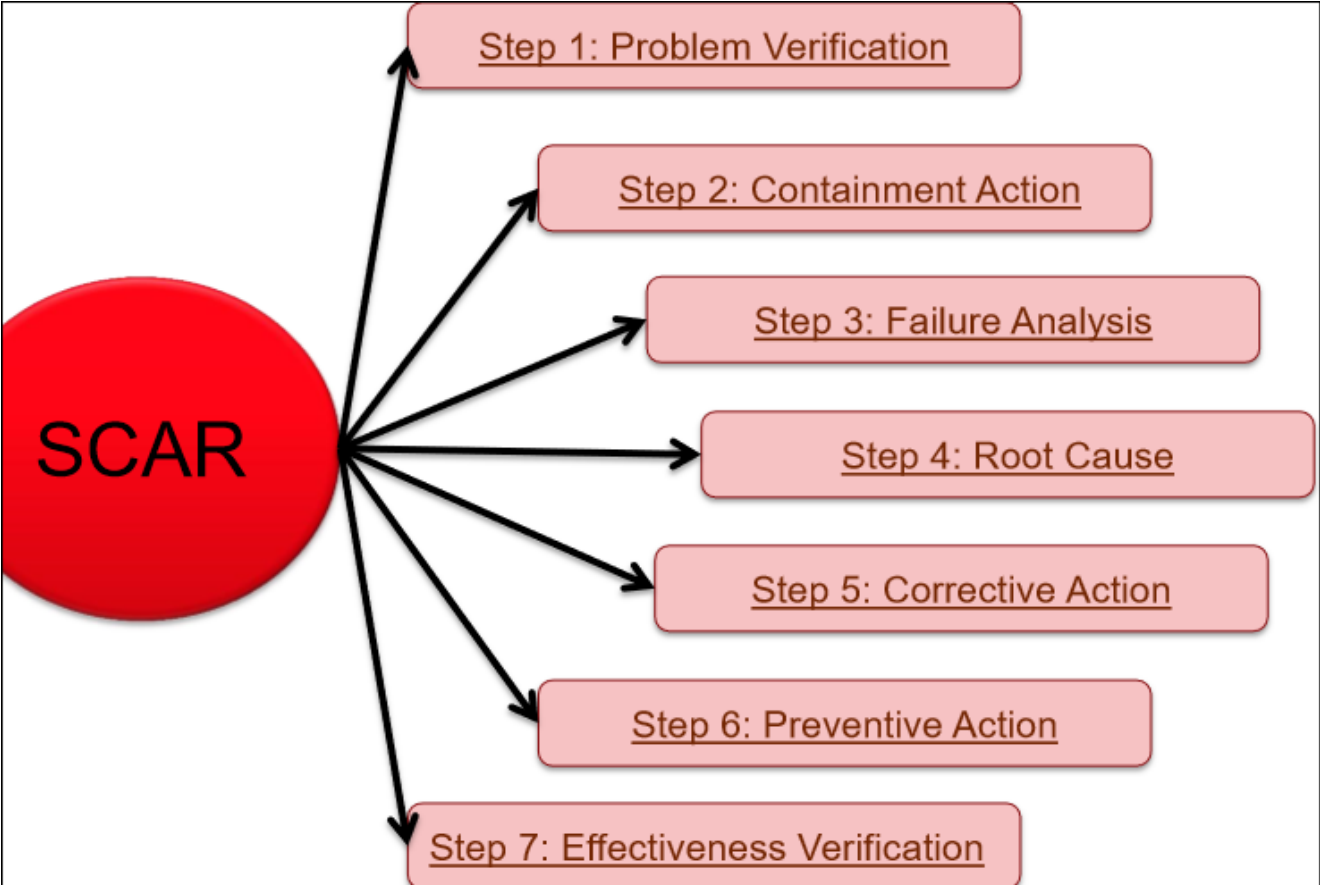 SCAR
Step 1: Problem Verification
Step 2: Containment Action
Step 3: Failure Analysis
Step 4: Root Cause
Step 5: Corrective Action
Step 6: Preventive Action
Step 7: Effectiveness Verification